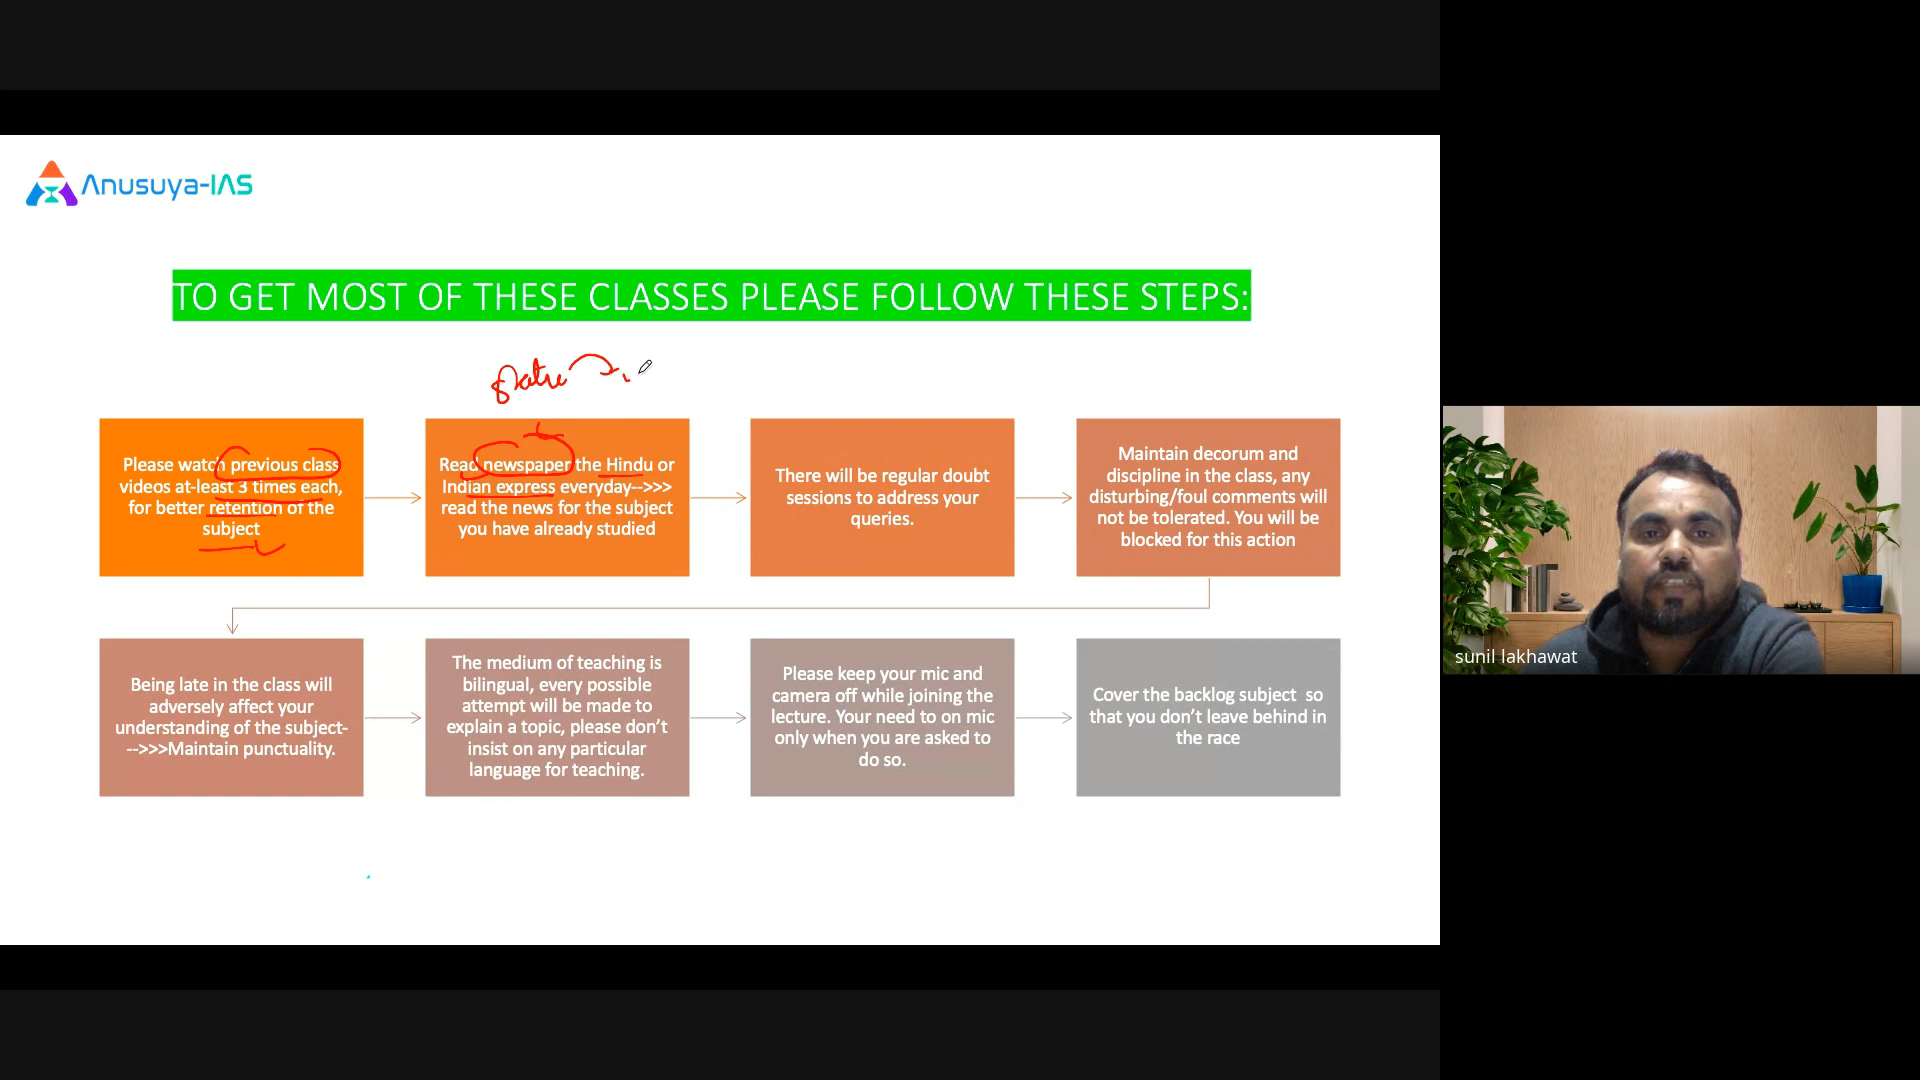 Anusuya-IAS
TO GET MOST OF THESE CLASSES PLEASE FOLLOW THESE STEPS:
Please watch previous class
videos at-least 3 times each,
for better retention of the
subject
Read newspaper the Hindu or
Indian express everyday-->>>
read the news for the subject
you have already studied
There will be regular doubt
sessions to address your
queries.
Maintain decorum and
discipline in the class, any
disturbing/foul comments will
not be tolerated. You will be
blocked for this action
Being late in the class will
adversely affect your
understanding of the subject-
-->>>Maintain punctuality.
The medium of teaching is
bilingual, every possible
attempt will be made to
explain a topic, please don’t
insist on any particular
language for teaching.
Please keep your mic and
camera off while joining the
lecture. Your need to on mic
only when you are asked to
do so.
Cover the backlog subject  so
that you don’t leave behind in
the race
sunil lakhawat